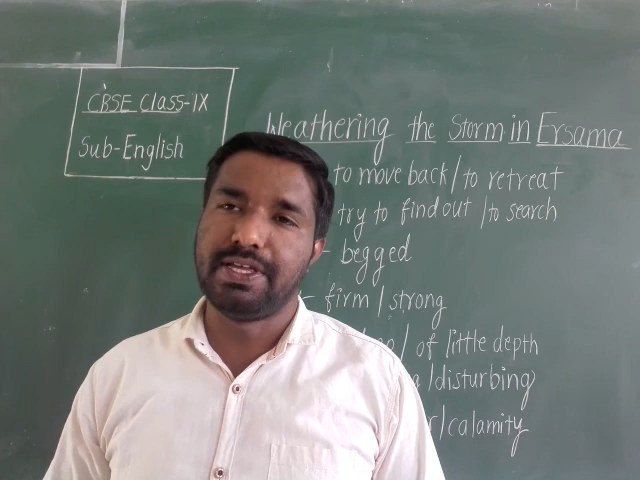 CBSE Class-IX
Sub-English
Weathering the Storm in Ersama
to move back/to retreat
try to find out /to search
- begged
- firm / strong
/ of little depth
/disturbing
/calamity